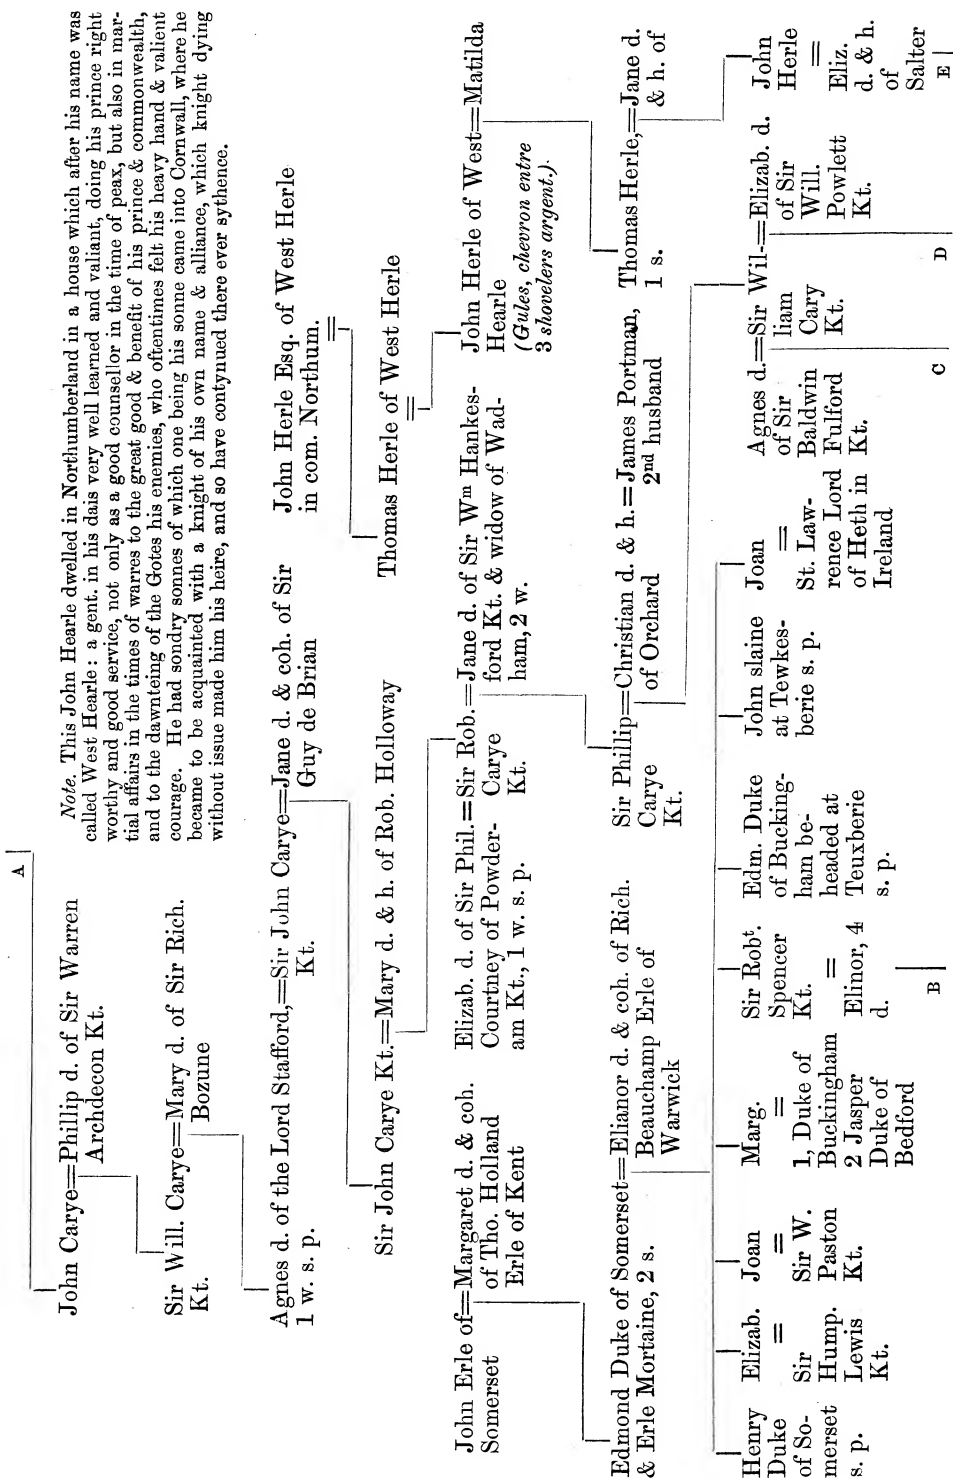 A
Note. This John Hearle dwelled in Northumberland in a house which after his name was
called West Hearle: a gent. in his dais very well learned and valiant, doing his prince right
worthy and good service, not only as a good counsellor in the time of peax, but also in mar-
tial affairs in the times of warres to the great good & benefit of his prince & commonwealth,
and to the dawnteing of the Gotes his enemies, who oftentimes felt his heavy hand & valient
courage. He had sondry sonnes of which one being his sonne came into Cornwall, where he
became to be acquainted with a knight of his own name & alliance, which knight dying
without issue made him his heire, and so have contynued there ever sythence.
John Carye=Phillip d. of Sir Warren
Archdecon Kt.
Sir Will. Carye=Mary d. of Sir Rich.
Kt.
Bozune
Agnes d. of the Lord Stafford,=Sir John Carye=Jane d. & coh. of Sir
1 w. s. p.
Kt.
Guy de Brian
John Herle Esq. of West Herle
in com. Northum.
=
Sir John Carye Kt.=Mary d. & h. of Rob. Holloway
Thomas Herle of West Herle
=
John Erle of=Margaret d. & coh.
Somerset
of Tho. Holland
Erle of Kent
Elizab. d. of Sir Phil.=Sir Rob.=Jane d. of Sir Wm Hankes-
Courtney of Powder-
am Kt., 1 w. s. p.
Carye
Kt.
ford Kt. & widow of Wad-
ham, 2 w.
John Herle of West=Matilda
Hearle
(Gules, chevron entre
3 shovelers argent.)
Edmond Duke of Somerset=Elianor d. & coh. of Rich.
& Erle Mortaine, 2 s.
Beauchamp Erle of
Warwick
Sir Phillip=Christian d. & h.=James Portman,
Carye
Kt.
of Orchard
2nd husband
Thomas Herle,=Jane d.
1 s.
& h. of
Henry
Duke
of So-
merset
s. p.
Elizab.
=
Sir
Hump.
Lewis
Kt.
Joan
=
Sir W.
Paston
Kt.
Marg.
=
1, Duke of
Buckingham
2 Jasper
Duke of
Bedford
Sir Robt.
Spencer
Kt.
=
Elinor, 4
d.
B
Edm. Duke
of Bucking-
ham be-
headed at
Teuxberie
s. p.
John slaine
at Tewkes-
berie s. p.
Joan
=
St. Law-
rence Lord
of Heth in
Ireland
Agnes d.=Sir Wil-=Elizab. d.
of Sir
Baldwin
Fulford
Kt.
liam
Cary
Kt.
of Sir
Will.
Powlett
Kt.
C
D
John
Herle
=
Eliz.
d. & h.
of
Salter
E